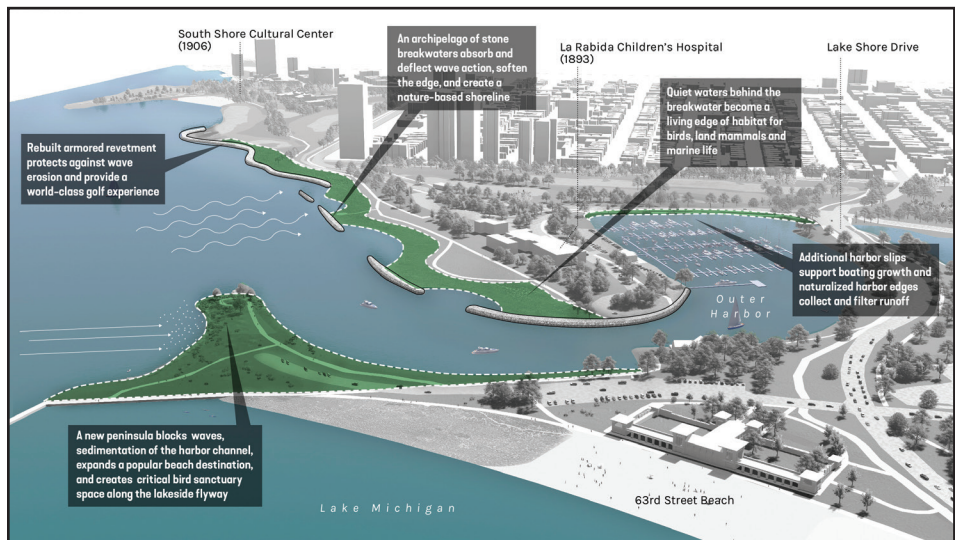 South Shore Cultural Center
(1906)
An archipelago of stone
breakwaters absorb and
deflect wave action, soften
the edge, and create a
nature-based shoreline
La Rabida Children's Hospital
(1893)
Lake Shore Drive
Quiet waters behind the
breakwater become a
living edge of habitat for
birds, land mammals and
marine life
Rebuilt armored revetment
protects against wave
erosion and provide a
world-class golf experience
Additional harbor slips
support boating growth and
naturalized harbor edges
collect and filter runoff
Outer
Harbor
A new peninsula blocks waves,
sedimentation of the harbor channel,
expands a popular beach destination,
and creates critical bird sanctuary
space along the lakeside flyway
Lake Michigan
63rd Street Beach